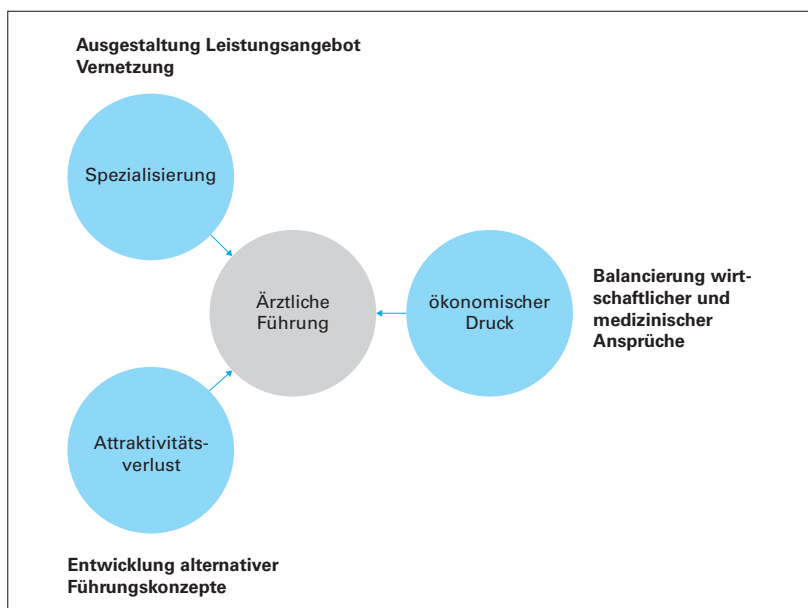 Ausgestaltung Leistungsangebot
Vernetzung
Spezialisierung
Ärztliche
Führung
ökonomischer
Druck
Balancierung wirt-
schaftlicher und
medizinischer
Ansprüche
Attraktivitäts-
verlust
Entwicklung alternativer
Führungskonzepte